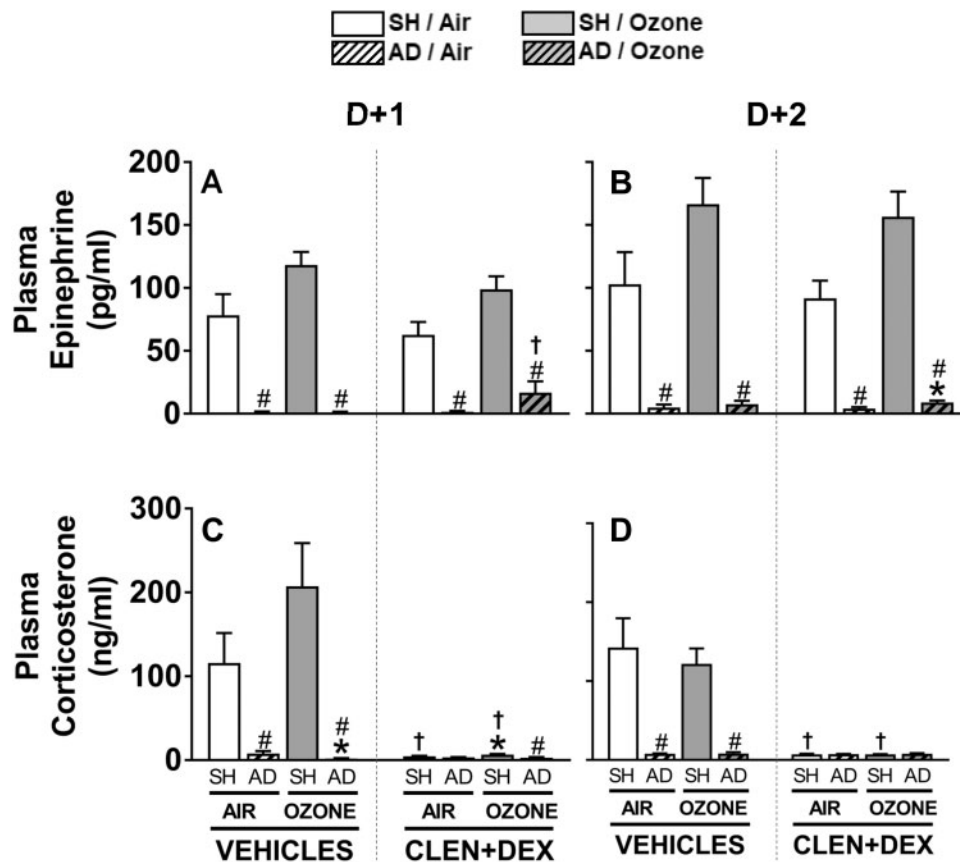 SH / Air
SH / Ozone
AD / Air
AD / Ozone
D+1
D+2
Plasma
Epinephrine
(pg/ml)
200
150
100
50
0
A
#
#
#
†
#
B
#
#
#
#
*
Plasma
Corticosterone
(ng/ml)
300
200
100
0
C
#
#
*
†
†
*
#
D
#
#
†
†
SH AD SH AD SH AD SH AD SH AD SH AD SH AD SH AD
AIR OZONE AIR OZONE AIR OZONE AIR OZONE
VEHICLES CLEN+DEX VEHICLES CLEN+DEX